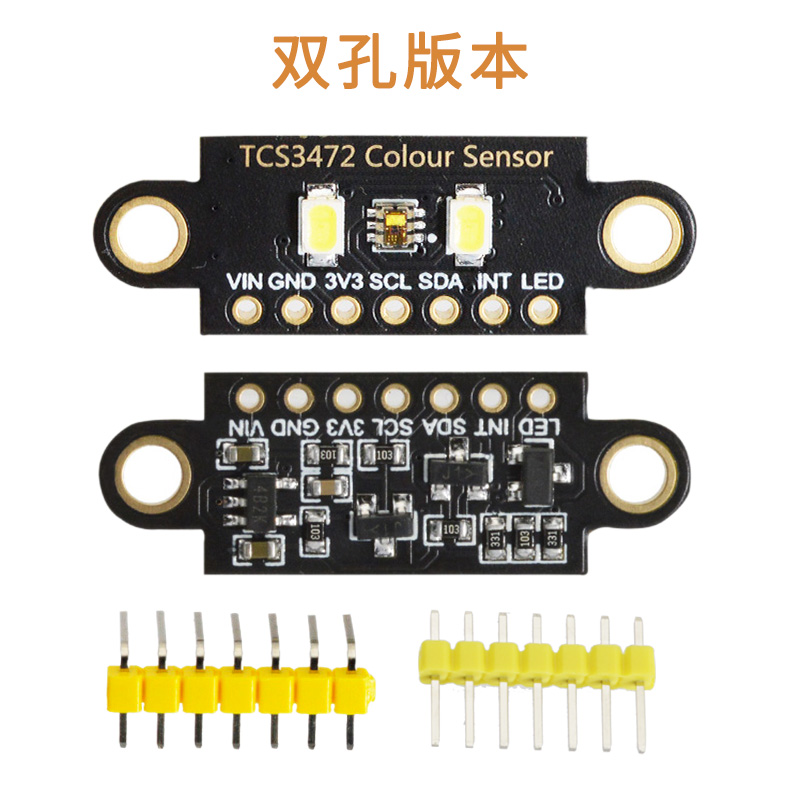 双孔版本
TCS3472 Colour Sensor
VIN GND 3V3 SCL SDA INT LED
VIN GND 3V3 SCL SDA INT LED
103 103
4B2K
103 103 331 103 331